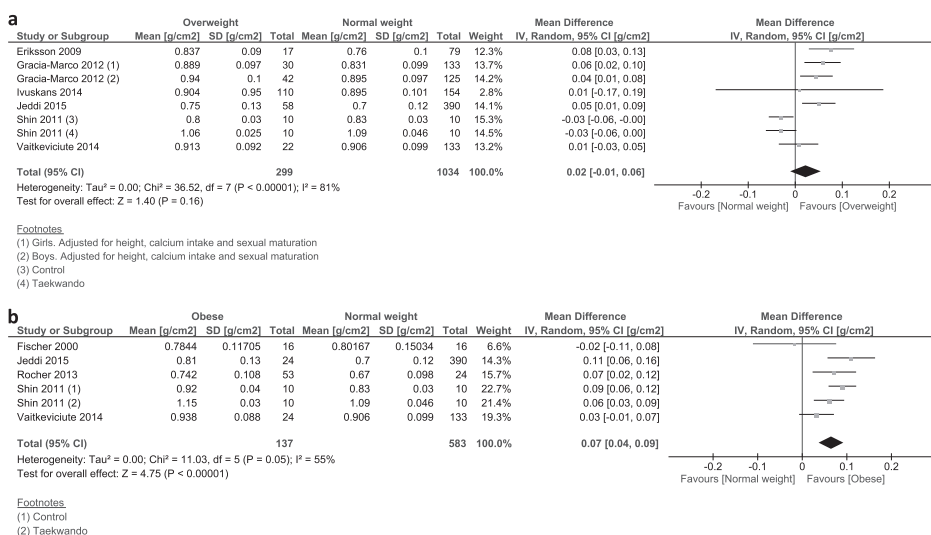 a
Overweight Normal weight Mean Difference Mean Difference
Study or Subgroup Mean [g/cm2] SD [g/cm2] Total Mean [g/cm2] SD [g/cm2] Total Weight IV, Random, 95% CI [g/cm2] IV, Random, 95% CI [g/cm2]
Eriksson 2009 0.837 0.09 17 0.76 0.1 79 12.3% 0.08 [0.03, 0.13]
Gracia-Marco 2012 (1) 0.889 0.097 30 0.831 0.099 133 13.7% 0.06 [0.02, 0.10]
Gracia-Marco 2012 (2) 0.94 0.1 42 0.895 0.097 125 14.1% 0.04 [0.01, 0.08]
Ivuskans 2014 0.904 0.95 110 0.895 0.101 154 2.8% 0.01 [-0.17, 0.19]
Jeddi 2015 0.75 0.13 58 0.7 0.12 390 14.1% 0.05 [0.01, 0.09]
Shin 2011 (3) 0.8 0.03 10 0.83 0.03 10 15.3% -0.03 [-0.06, -0.00]
Shin 2011 (4) 1.06 0.025 10 1.09 0.046 10 14.5% -0.03 [-0.06, 0.00]
Vaitkeviciute 2014 0.913 0.092 22 0.906 0.099 133 13.2% 0.01 [-0.03, 0.05]
Total (95% CI) 299 1034 100.0% 0.02 [-0.01, 0.06]
Heterogeneity: Tau² = 0.00; Chi² = 36.52, df = 7 (P < 0.00001); I² = 81%
Test for overall effect: Z = 1.40 (P = 0.16)
-0.2 -0.1 0 0.1 0.2
Favours [Normal weight] Favours [Overweight]
Footnotes
(1) Girls. Adjusted for height, calcium intake and sexual maturation
(2) Boys. Adjusted for height, calcium intake and sexual maturation
(3) Control
(4) Taekwando
b
Obese Normal weight Mean Difference Mean Difference
Study or Subgroup Mean [g/cm2] SD [g/cm2] Total Mean [g/cm2] SD [g/cm2] Total Weight IV, Random, 95% CI [g/cm2] IV, Random, 95% CI [g/cm2]
Fischer 2000 0.7844 0.11705 16 0.80167 0.15034 16 6.6% -0.02 [-0.11, 0.08]
Jeddi 2015 0.81 0.13 24 0.7 0.12 390 14.3% 0.11 [0.06, 0.16]
Rocher 2013 0.742 0.108 53 0.67 0.098 24 15.7% 0.07 [0.02, 0.12]
Shin 2011 (1) 0.92 0.04 10 0.83 0.03 10 22.7% 0.09 [0.06, 0.12]
Shin 2011 (2) 1.15 0.03 10 1.09 0.046 10 21.4% 0.06 [0.03, 0.09]
Vaitkeviciute 2014 0.938 0.088 24 0.906 0.099 133 19.3% 0.03 [-0.01, 0.07]
Total (95% CI) 137 583 100.0% 0.07 [0.04, 0.09]
Heterogeneity: Tau² = 0.00; Chi² = 11.03, df = 5 (P = 0.05); I² = 55%
Test for overall effect: Z = 4.75 (P < 0.00001)
-0.2 -0.1 0 0.1 0.2
Favours [Normal weight] Favours [Obese]
Footnotes
(1) Control
(2) Taekwando